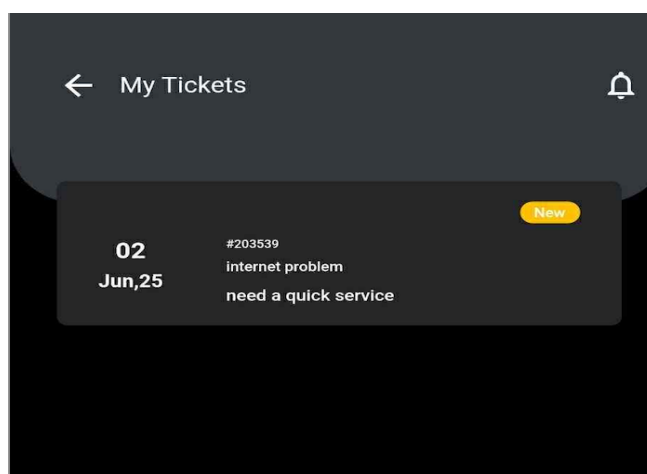 My Tickets
New
02
Jun,25
#203539
internet problem
need a quick service